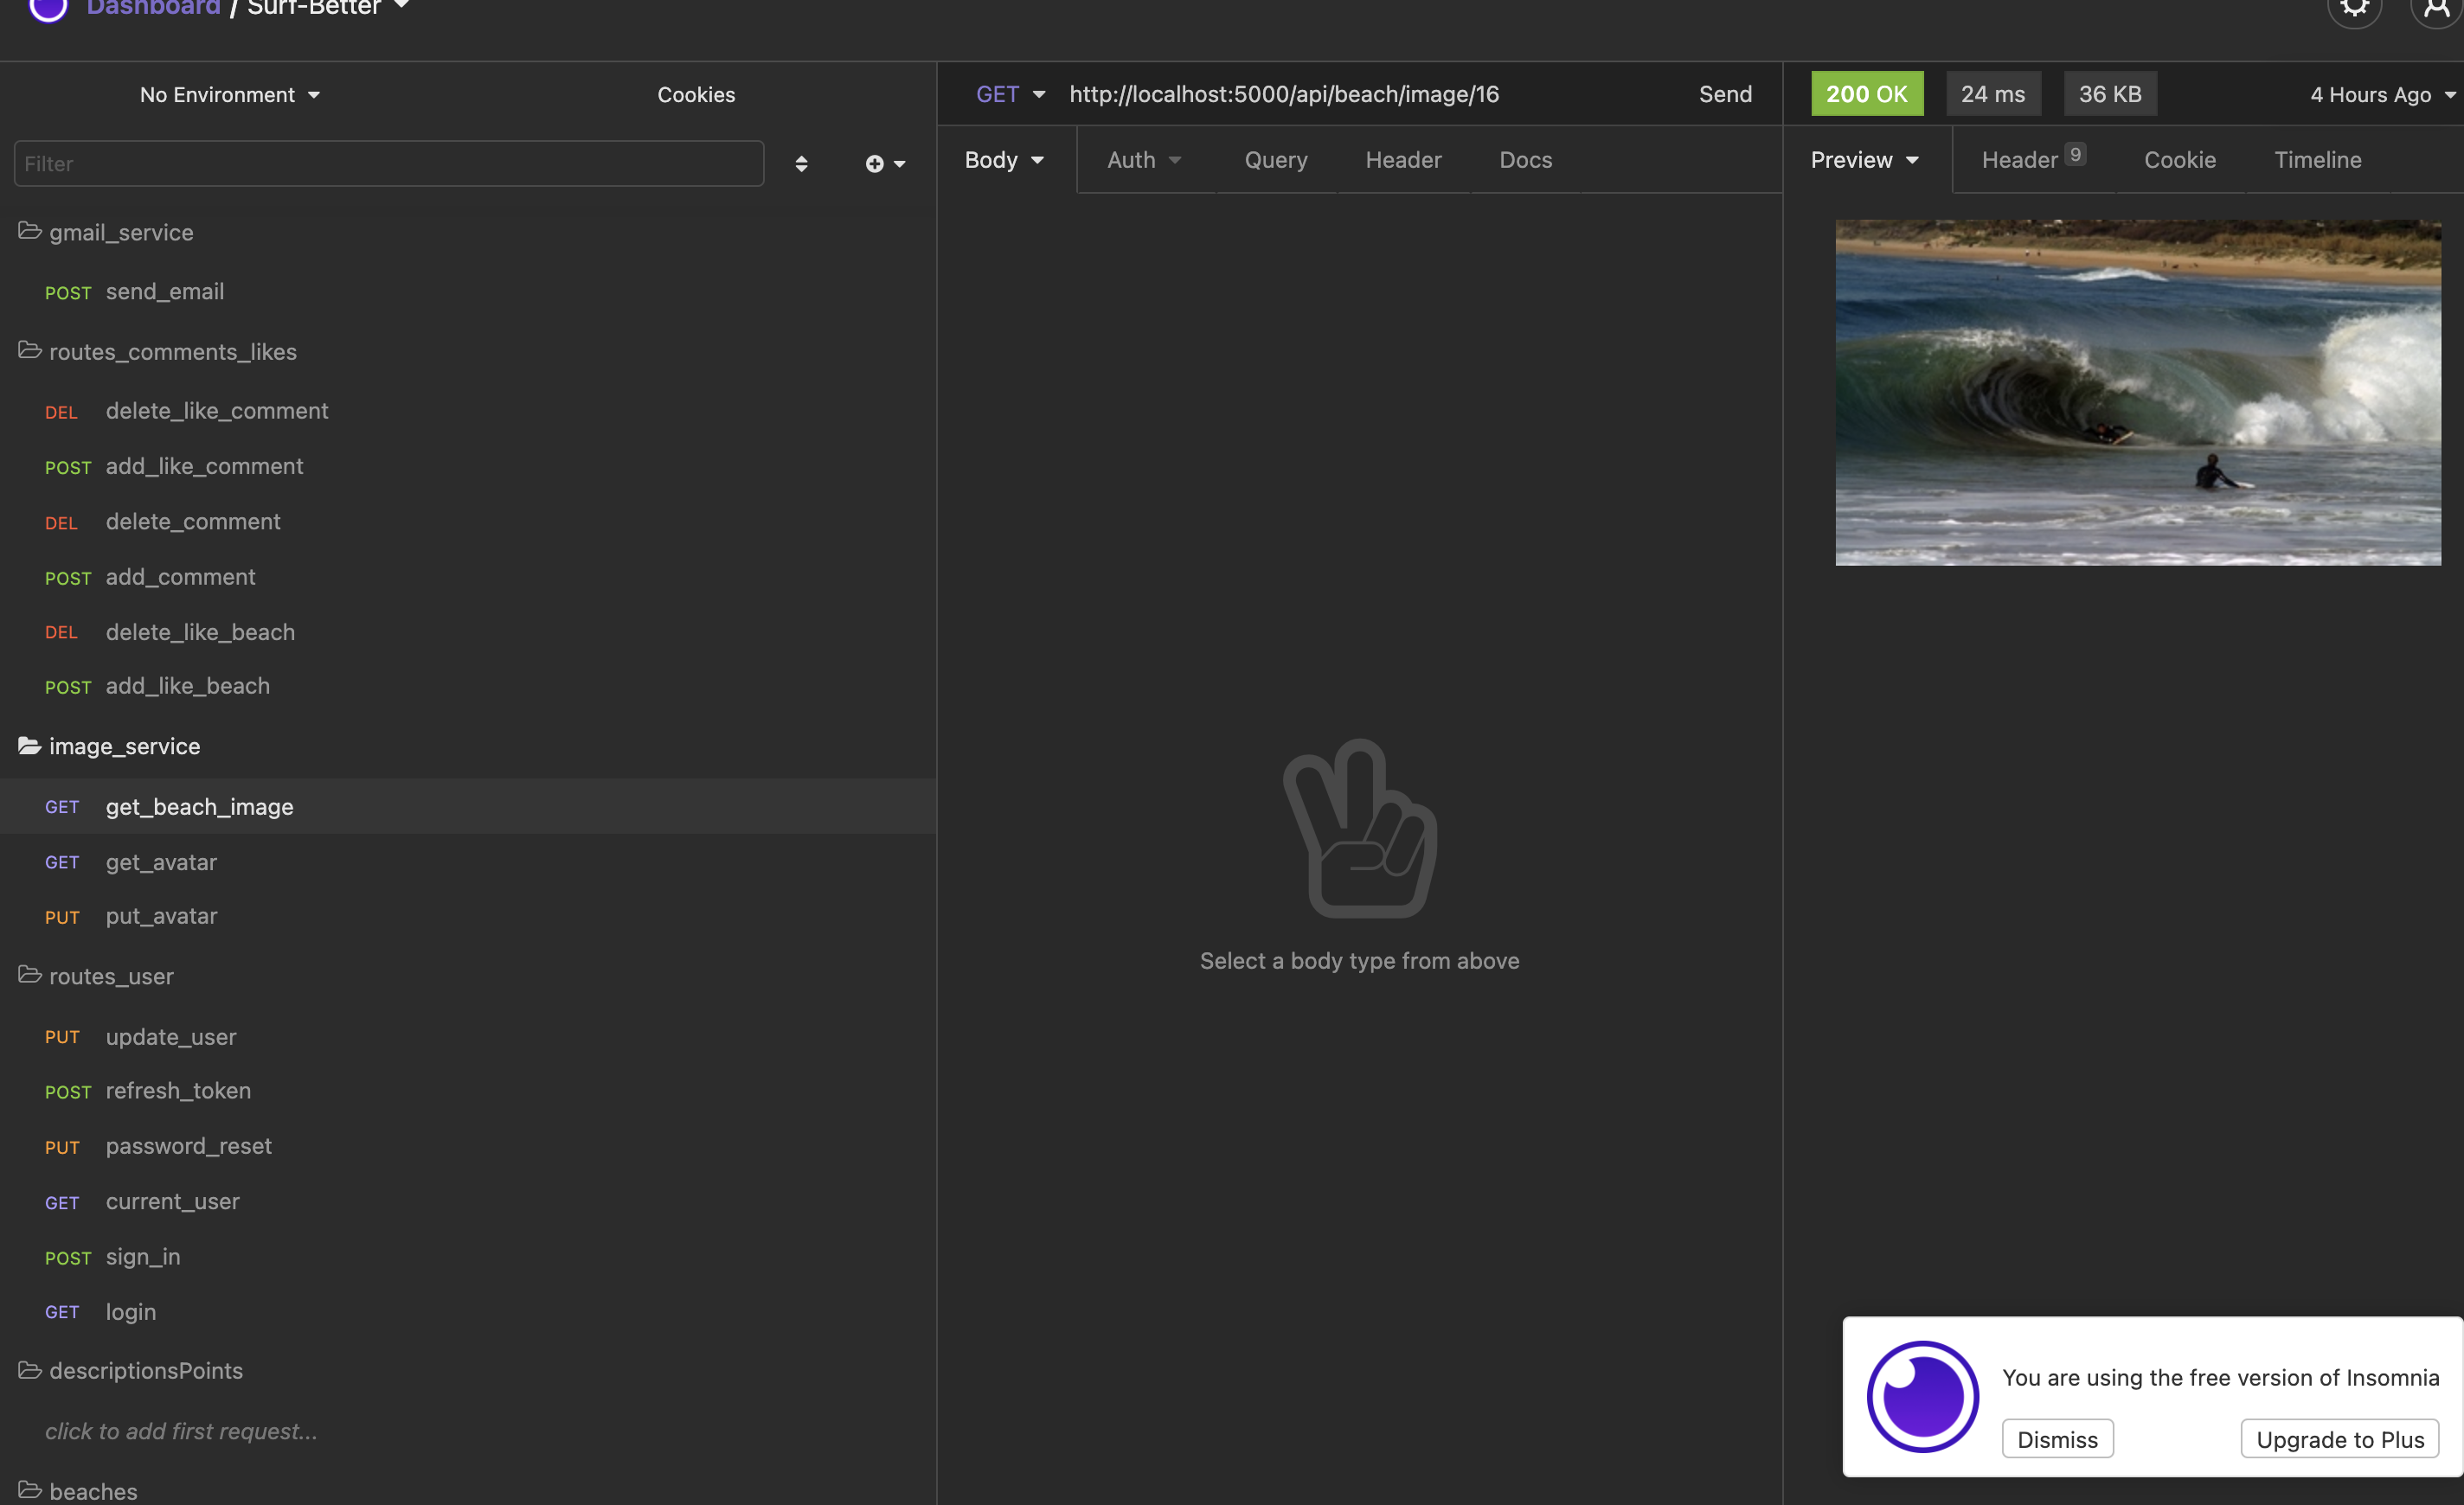 Dashboard / Surf-Better
No Environment
Cookies
Filter
gmail_service
POST send_email
routes_comments_likes
DEL delete_like_comment
POST add_like_comment
DEL delete_comment
POST add_comment
DEL delete_like_beach
POST add_like_beach
image_service
GET get_beach_image
GET get_avatar
PUT put_avatar
routes_user
PUT update_user
POST refresh_token
PUT password_reset
GET current_user
POST sign_in
GET login
descriptionsPoints
click to add first request...
beaches
GET http://localhost:5000/api/beach/image/16 Send
Body Auth Query Header Docs
Select a body type from above
200 OK 24 ms 36 KB 4 Hours Ago
Preview Header 9 Cookie Timeline
You are using the free version of Insomnia
Dismiss Upgrade to Plus